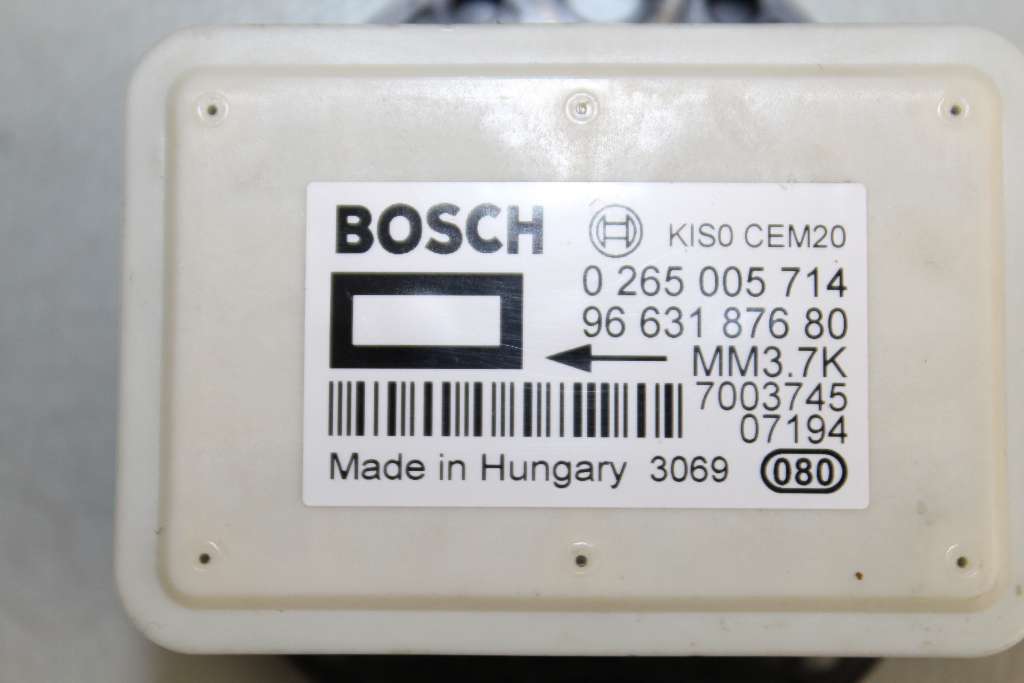 BOSCH KIS0 CEM20
0 265 005 714
96 631 876 80
MM3.7K
7003745
07194
Made in Hungary 3069 080